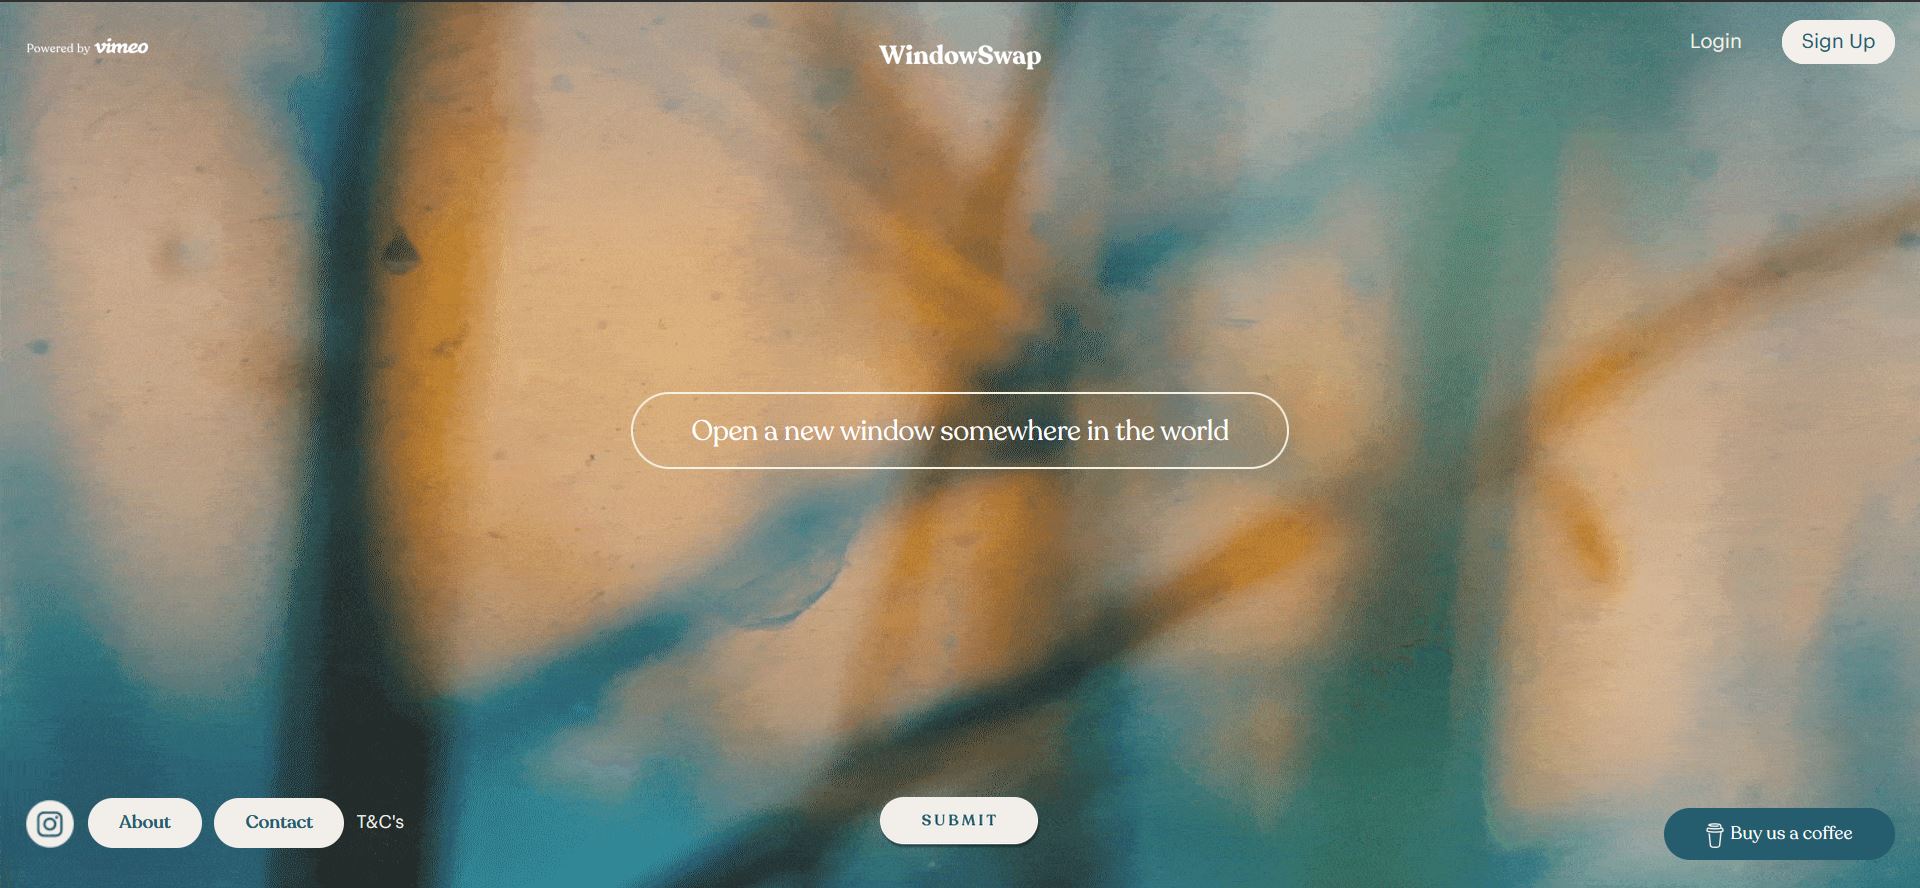 Powered by vimeo
WindowSwap
Login
Sign Up
Open a new window somewhere in the world
About
Contact
T&C's
SUBMIT
Buy us a coffee